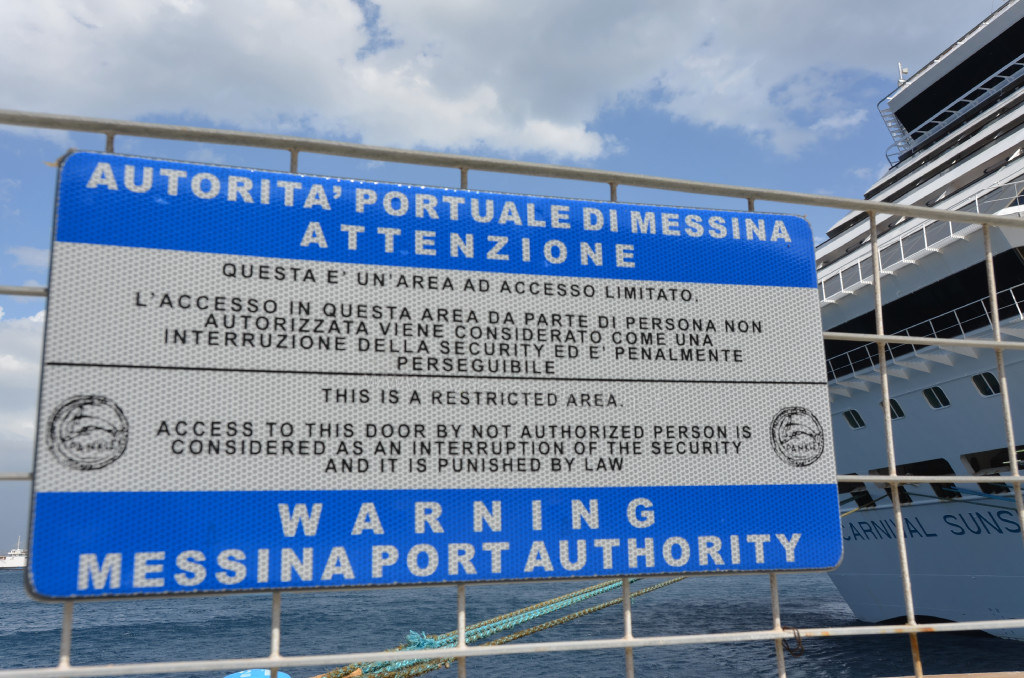 AUTORITA' PORTUALE DI MESSINA
ATTENZIONE
QUESTA E' UN'AREA AD ACCESSO LIMITATO.
L'ACCESSO IN QUESTA AREA DA PARTE DI PERSONA NON
AUTORIZZATA VIENE CONSIDERATO COME UNA
INTERRUZIONE DELLA SECURITY ED E' PENALMENTE
PERSEGUIBILE
THIS IS A RESTRICTED AREA.
ACCESS TO THIS DOOR BY NOT AUTHORIZED PERSON IS
CONSIDERED AS AN INTERRUPTION OF THE SECURITY
AND IT IS PUNISHED BY LAW
WARNING
MESSINA PORT AUTHORITY
CARNIVAL SUNS